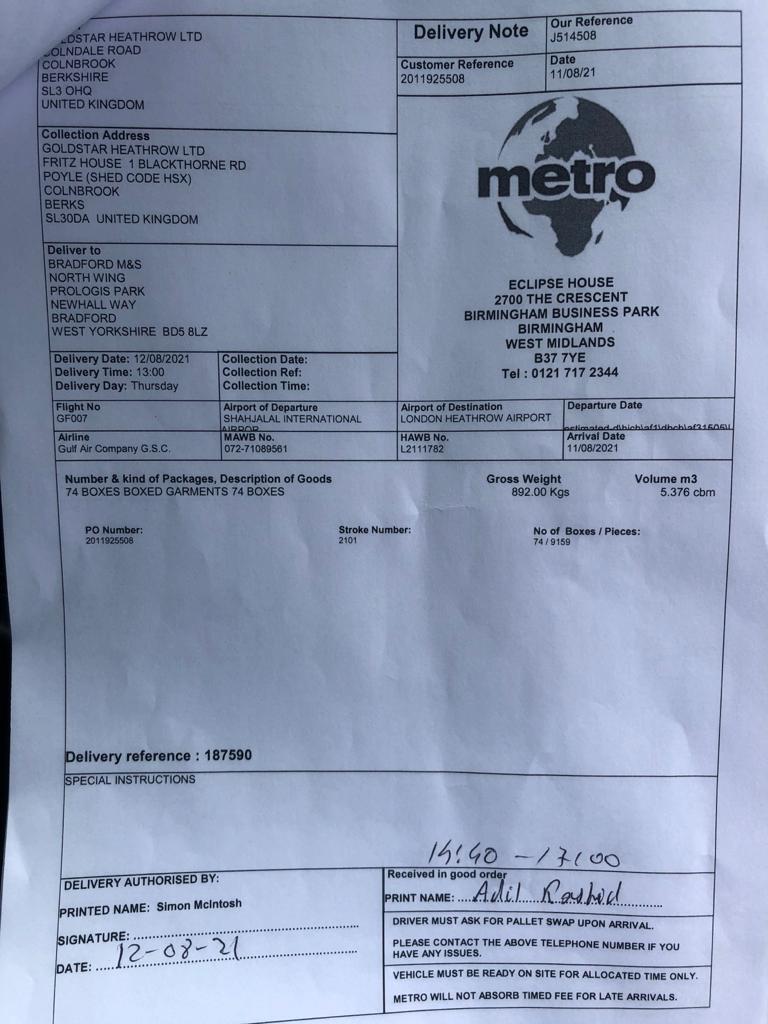 GOLDSTAR HEATHROW LTD
COLNDALE ROAD
COLNBROOK
BERKSHIRE
SL3 OHQ
UNITED KINGDOM
Delivery Note
Our Reference
J514508
Customer Reference
2011925508
Date
11/08/21
Collection Address
GOLDSTAR HEATHROW LTD
FRITZ HOUSE 1 BLACKTHORNE RD
POYLE (SHED CODE HSX)
COLNBROOK
BERKS
SL30DA UNITED KINGDOM
metro
ECLIPSE HOUSE
2700 THE CRESCENT
BIRMINGHAM BUSINESS PARK
BIRMINGHAM
WEST MIDLANDS
B37 7YE
Tel : 0121 717 2344
Deliver to
BRADFORD M&S
NORTH WING
PROLOGIS PARK
NEWHALL WAY
BRADFORD
WEST YORKSHIRE BD5 8LZ
Delivery Date: 12/08/2021
Delivery Time: 13:00
Delivery Day: Thursday
Collection Date:
Collection Ref:
Collection Time:
Flight No
GF007
Airport of Departure
SHAHJALAL INTERNATIONAL
Airport of Destination
LONDON HEATHROW AIRPORT
Departure Date
Airline
Gulf Air Company G.S.C.
MAWB No.
072-71089561
HAWB No.
L2111782
Arrival Date
11/08/2021
Number & kind of Packages, Description of Goods
74 BOXES BOXED GARMENTS 74 BOXES
Gross Weight
892.00 Kgs
Volume m3
5.376 cbm
PO Number:
2011925508
Stroke Number:
2101
No of Boxes / Pieces:
74 / 9159
Delivery reference : 187590
SPECIAL INSTRUCTIONS
14:40 - 17:00
DELIVERY AUTHORISED BY:
PRINTED NAME: Simon McIntosh
SIGNATURE:
DATE: 12-08-21
Received in good order
PRINT NAME: Adil Rashid
DRIVER MUST ASK FOR PALLET SWAP UPON ARRIVAL.
PLEASE CONTACT THE ABOVE TELEPHONE NUMBER IF YOU
HAVE ANY ISSUES.
VEHICLE MUST BE READY ON SITE FOR ALLOCATED TIME ONLY.
METRO WILL NOT ABSORB TIMED FEE FOR LATE ARRIVALS.